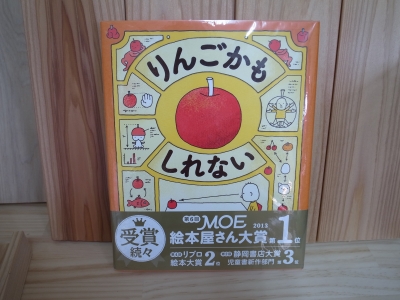 りんごかも
しれない
受賞
続々
第6回 MOE 2013
絵本屋さん大賞 第1位
リブロ
絵本大賞 2位
静岡書店大賞
児童書新作部門 第3位